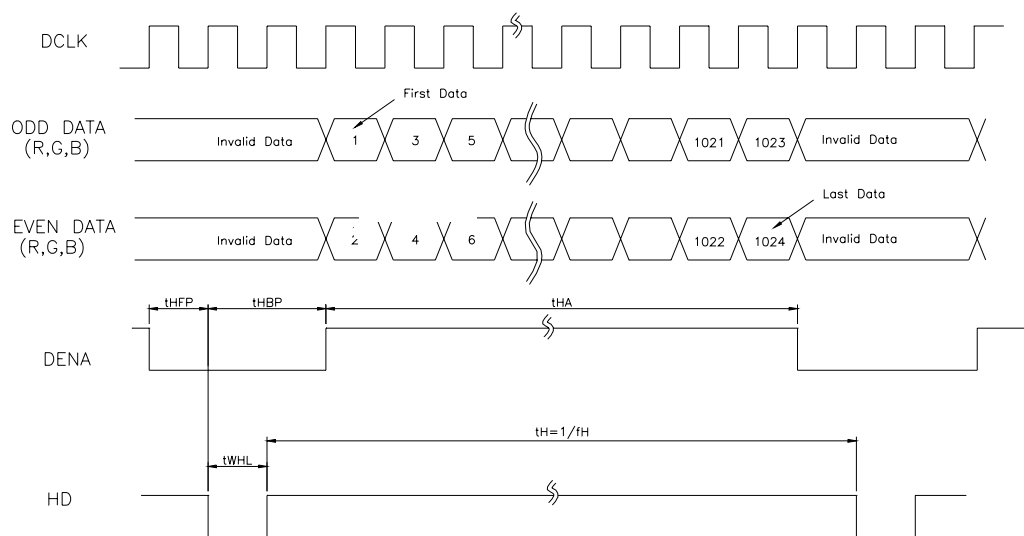 DCLK
First Data
ODD DATA
(R,G,B)
Invalid Data 1 3 5 1021 1023 Invalid Data
Last Data
EVEN DATA
(R,G,B)
Invalid Data 2 4 6 1022 1024 Invalid Data
tHFP tHBP tHA
DENA
tH=1/fH
tWHL
HD